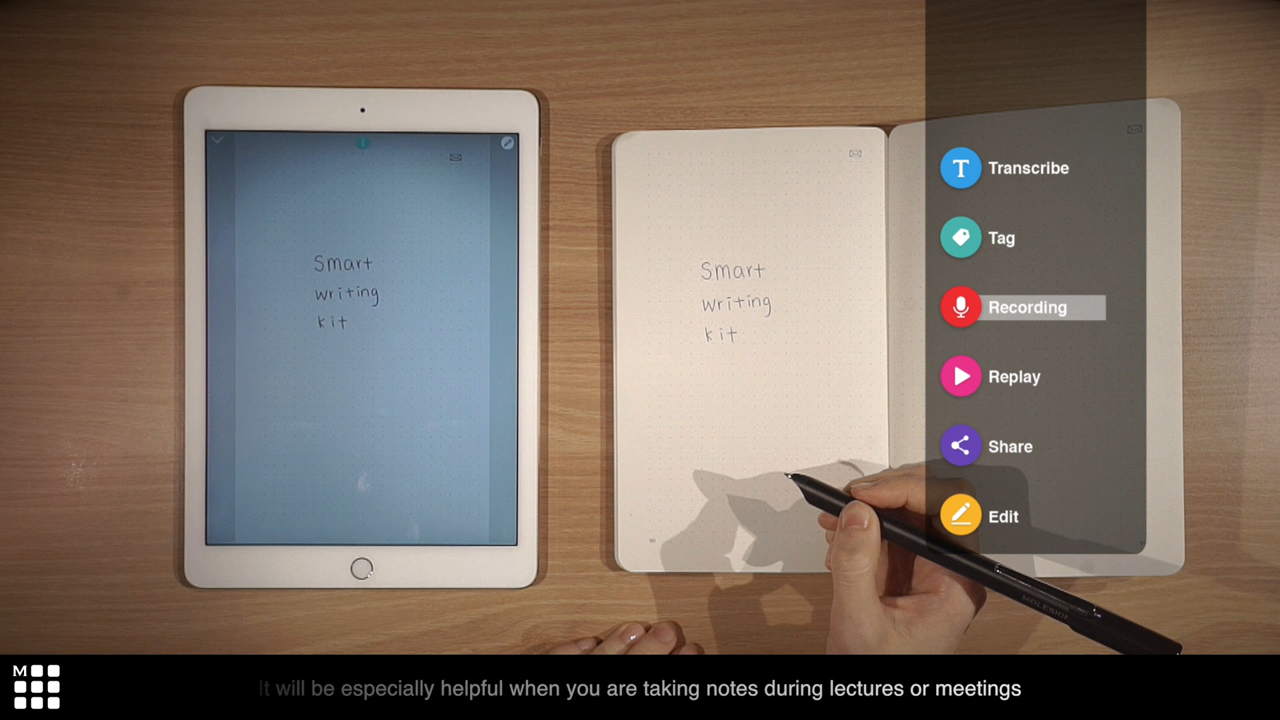 Smart
writing
kit
Smart
writing
kit
T
Transcribe
Tag
Recording
Replay
Share
Edit
MOLESKINE
M
It will be especially helpful when you are taking notes during lectures or meetings